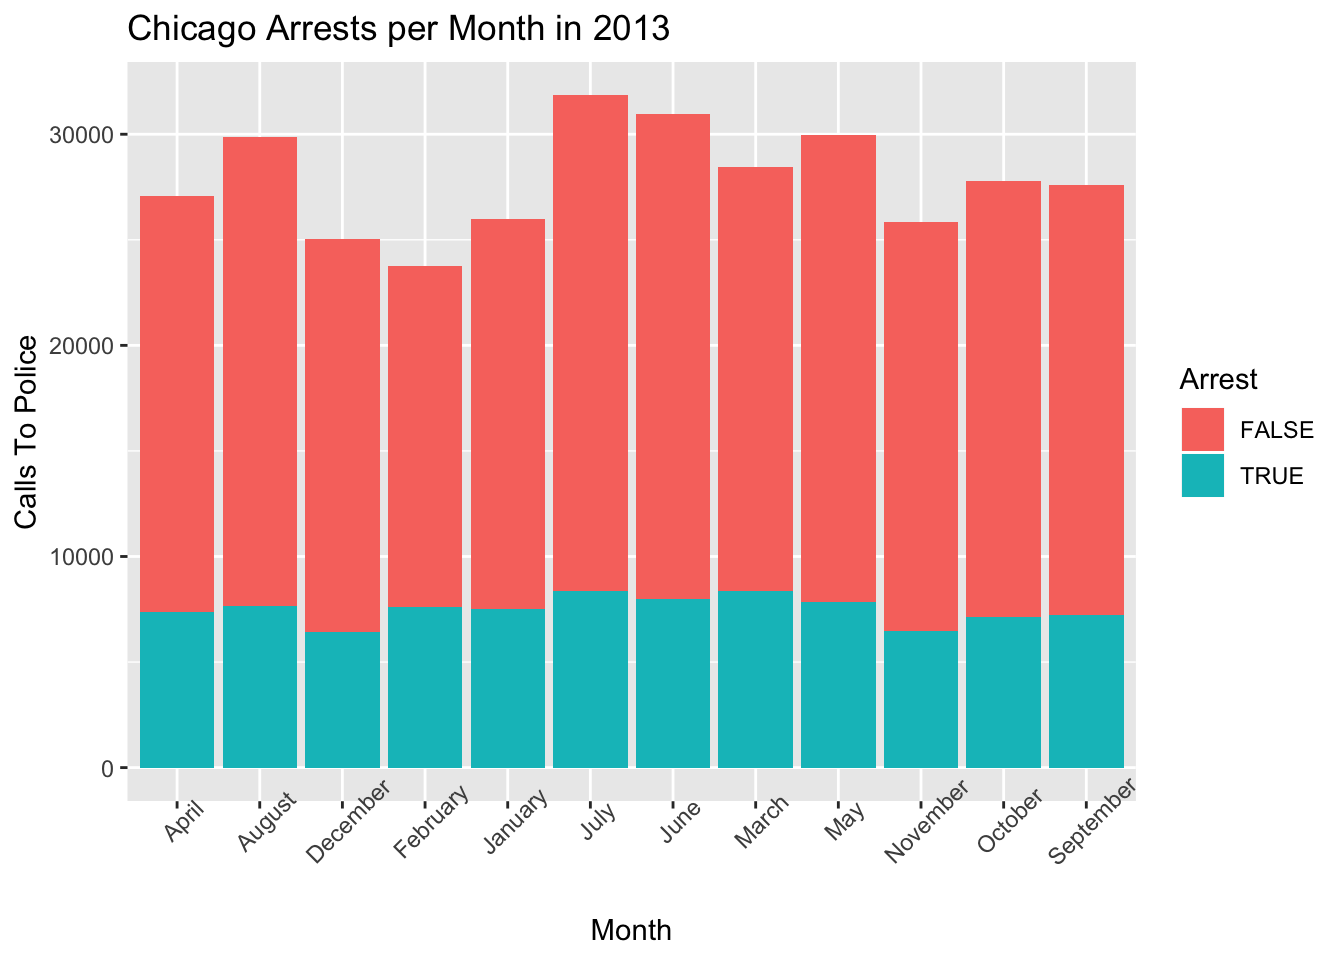 Chicago Arrests per Month in 2013
Calls To Police
30000
20000
10000
0
April
August
December
February
January
July
June
March
May
November
October
September
Month
Arrest
FALSE
TRUE